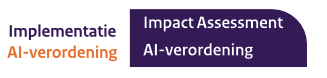 Implementatie
AI-verordening
Impact Assessment
AI-verordening